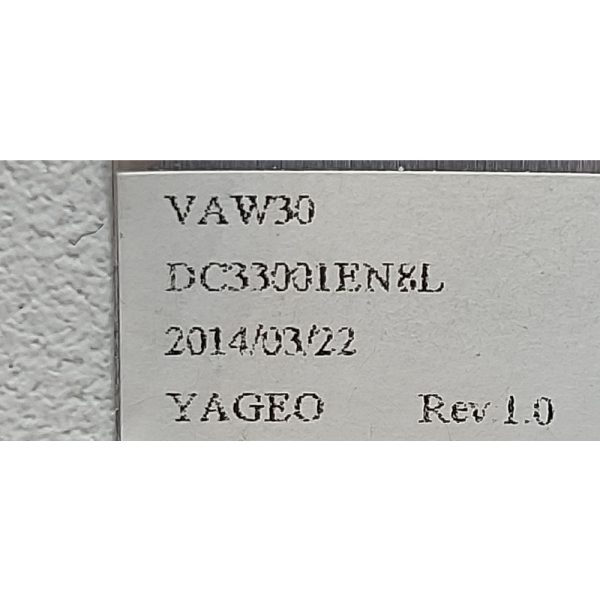 VAW30
DC33001EN8L
2014/03/22
YAGEO Rev.1.0